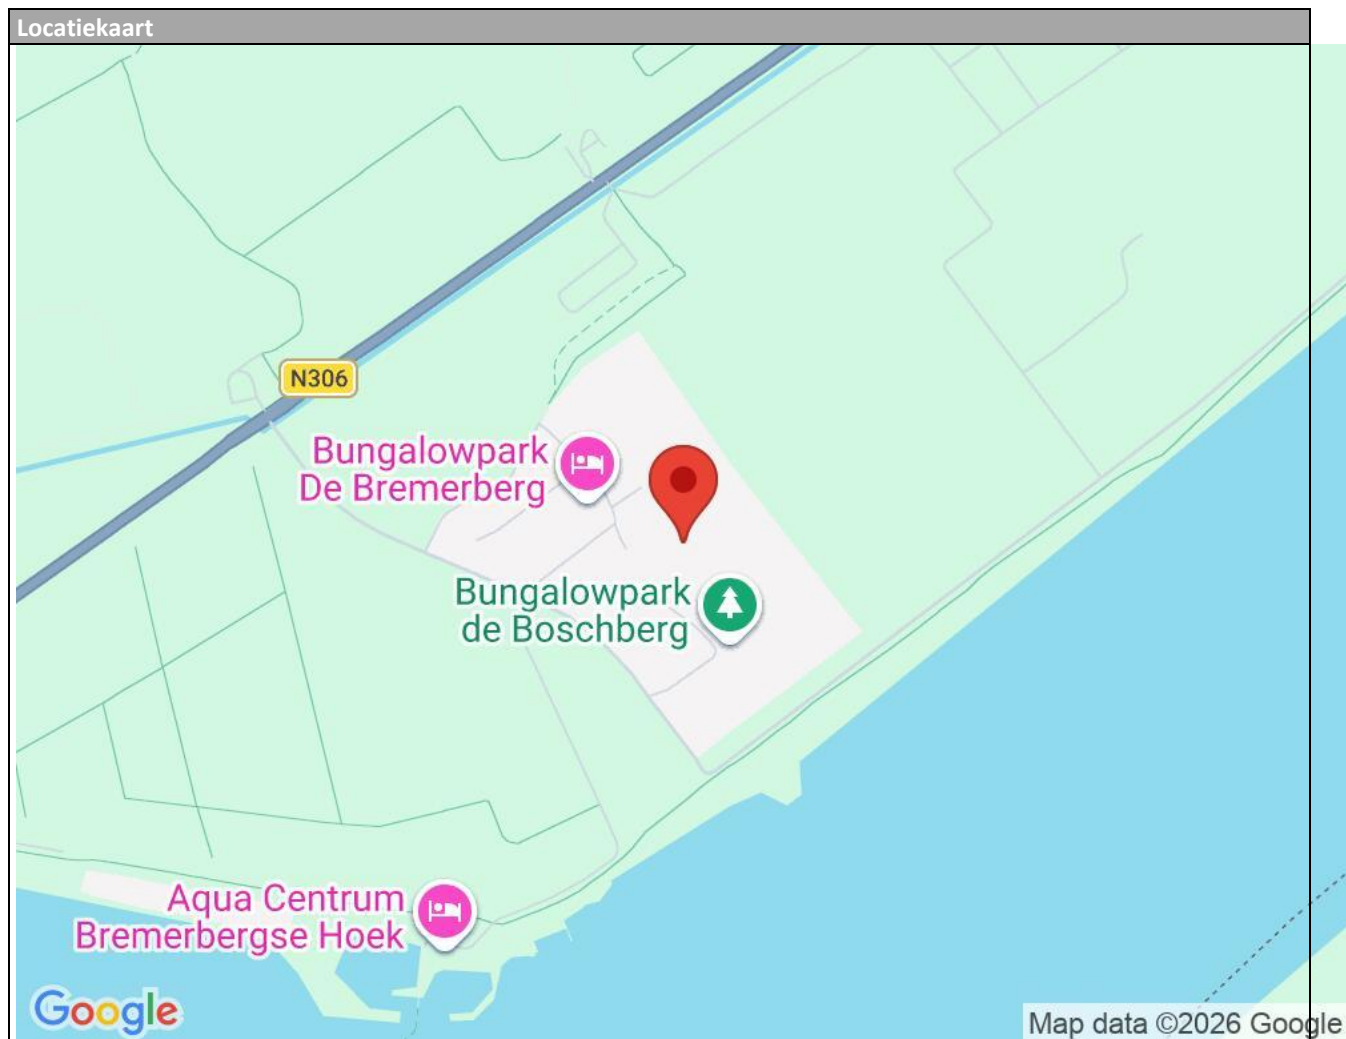 Locatiekaart
N306
Bungalowpark
De Bremerberg
Bungalowpark
de Boschberg
Aqua Centrum
Bremerbergse Hoek
Google
Map data ©2026 Google